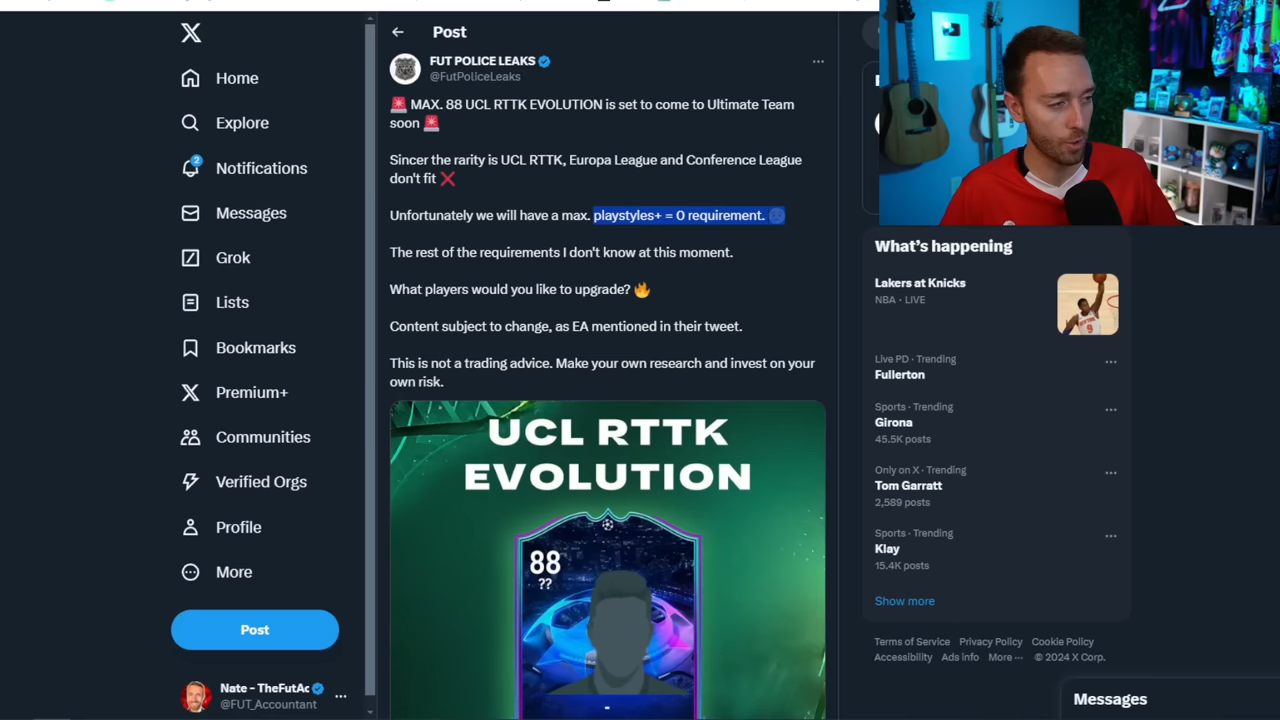 Home
Explore
2
Notifications
Messages
Grok
Lists
Bookmarks
Premium+
Communities
Verified Orgs
Profile
More
Post
Nate - TheFutAc
@FUT_Accountant
Post
FUT POLICE LEAKS
@FutPoliceLeaks
🚨 MAX. 88 UCL RTTK EVOLUTION is set to come to Ultimate Team
soon 🚨
Sincer the rarity is UCL RTTK, Europa League and Conference League
don't fit ❌
Unfortunately we will have a max. playstyles+ = 0 requirement.
The rest of the requirements I don't know at this moment.
What players would you like to upgrade? 🔥
Content subject to change, as EA mentioned in their tweet.
This is not a trading advice. Make your own research and invest on your
own risk.
UCL RTTK
EVOLUTION
88
??
-
What's happening
Lakers at Knicks
NBA · LIVE
Live PD · Trending
Fullerton
Sports · Trending
Girona
45.5K posts
Only on X · Trending
Tom Garratt
2,589 posts
Sports · Trending
Klay
15.4K posts
Show more
Terms of Service Privacy Policy Cookie Policy
Accessibility Ads info More ··· © 2024 X Corp.
Messages